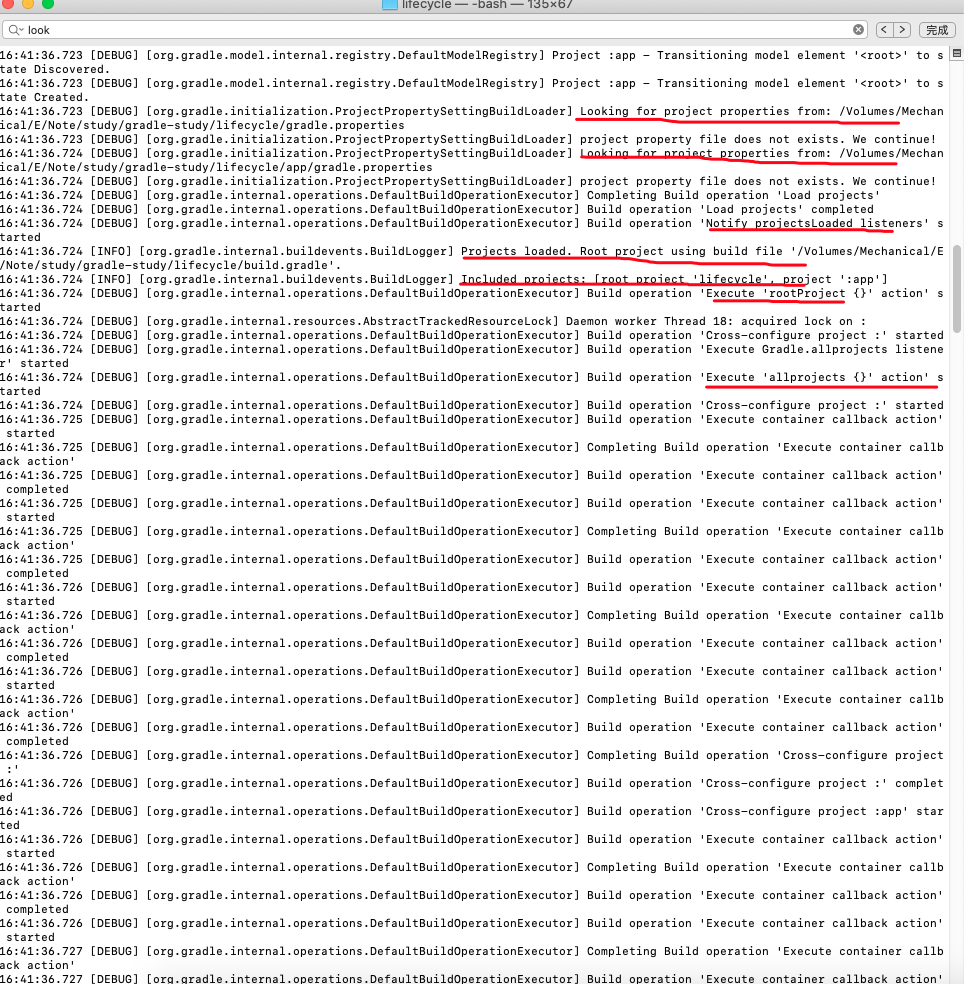 lifecycle — -bash — 135×67
look
完成
16:41:36.723 [DEBUG] [org.gradle.model.internal.registry.DefaultModelRegistry] Project :app - Transitioning model element '<root>' to s
tate Discovered.
16:41:36.723 [DEBUG] [org.gradle.model.internal.registry.DefaultModelRegistry] Project :app - Transitioning model element '<root>' to s
tate Created.
16:41:36.723 [DEBUG] [org.gradle.initialization.ProjectPropertySettingBuildLoader] Looking for project properties from: /Volumes/Mechan
ical/E/Note/study/gradle-study/lifecycle/gradle.properties
16:41:36.723 [DEBUG] [org.gradle.initialization.ProjectPropertySettingBuildLoader] project property file does not exists. We continue!
16:41:36.724 [DEBUG] [org.gradle.initialization.ProjectPropertySettingBuildLoader] Looking for project properties from: /Volumes/Mechan
ical/E/Note/study/gradle-study/lifecycle/app/gradle.properties
16:41:36.724 [DEBUG] [org.gradle.initialization.ProjectPropertySettingBuildLoader] project property file does not exists. We continue!
16:41:36.724 [DEBUG] [org.gradle.internal.operations.DefaultBuildOperationExecutor] Completing Build operation 'Load projects'
16:41:36.724 [DEBUG] [org.gradle.internal.operations.DefaultBuildOperationExecutor] Build operation 'Load projects' completed
16:41:36.724 [DEBUG] [org.gradle.internal.operations.DefaultBuildOperationExecutor] Build operation 'Notify projectsLoaded listeners' s
tarted
16:41:36.724 [INFO] [org.gradle.internal.buildevents.BuildLogger] Projects loaded. Root project using build file '/Volumes/Mechanical/E
/Note/study/gradle-study/lifecycle/build.gradle'.
16:41:36.724 [INFO] [org.gradle.internal.buildevents.BuildLogger] Included projects: [root project 'lifecycle', project ':app']
16:41:36.724 [DEBUG] [org.gradle.internal.operations.DefaultBuildOperationExecutor] Build operation 'Execute 'rootProject {}' action' s
tarted
16:41:36.724 [DEBUG] [org.gradle.internal.resources.AbstractTrackedResourceLock] Daemon worker Thread 18: acquired lock on :
16:41:36.724 [DEBUG] [org.gradle.internal.operations.DefaultBuildOperationExecutor] Build operation 'Cross-configure project :' started
16:41:36.724 [DEBUG] [org.gradle.internal.operations.DefaultBuildOperationExecutor] Build operation 'Execute Gradle.allprojects listene
r' started
16:41:36.724 [DEBUG] [org.gradle.internal.operations.DefaultBuildOperationExecutor] Build operation 'Execute 'allprojects {}' action' s
tarted
16:41:36.724 [DEBUG] [org.gradle.internal.operations.DefaultBuildOperationExecutor] Build operation 'Cross-configure project :' started
16:41:36.725 [DEBUG] [org.gradle.internal.operations.DefaultBuildOperationExecutor] Build operation 'Execute container callback action'
started
16:41:36.725 [DEBUG] [org.gradle.internal.operations.DefaultBuildOperationExecutor] Completing Build operation 'Execute container callb
ack action'
16:41:36.725 [DEBUG] [org.gradle.internal.operations.DefaultBuildOperationExecutor] Build operation 'Execute container callback action'
completed
16:41:36.725 [DEBUG] [org.gradle.internal.operations.DefaultBuildOperationExecutor] Build operation 'Execute container callback action'
started
16:41:36.725 [DEBUG] [org.gradle.internal.operations.DefaultBuildOperationExecutor] Completing Build operation 'Execute container callb
ack action'
16:41:36.725 [DEBUG] [org.gradle.internal.operations.DefaultBuildOperationExecutor] Build operation 'Execute container callback action'
completed
16:41:36.726 [DEBUG] [org.gradle.internal.operations.DefaultBuildOperationExecutor] Build operation 'Execute container callback action'
started
16:41:36.726 [DEBUG] [org.gradle.internal.operations.DefaultBuildOperationExecutor] Completing Build operation 'Execute container callb
ack action'
16:41:36.726 [DEBUG] [org.gradle.internal.operations.DefaultBuildOperationExecutor] Build operation 'Execute container callback action'
completed
16:41:36.726 [DEBUG] [org.gradle.internal.operations.DefaultBuildOperationExecutor] Build operation 'Execute container callback action'
started
16:41:36.726 [DEBUG] [org.gradle.internal.operations.DefaultBuildOperationExecutor] Completing Build operation 'Execute container callb
ack action'
16:41:36.726 [DEBUG] [org.gradle.internal.operations.DefaultBuildOperationExecutor] Build operation 'Execute container callback action'
completed
16:41:36.726 [DEBUG] [org.gradle.internal.operations.DefaultBuildOperationExecutor] Completing Build operation 'Cross-configure project
:'
16:41:36.726 [DEBUG] [org.gradle.internal.operations.DefaultBuildOperationExecutor] Build operation 'Cross-configure project :' complet
ed
16:41:36.726 [DEBUG] [org.gradle.internal.operations.DefaultBuildOperationExecutor] Build operation 'Cross-configure project :app' star
ted
16:41:36.726 [DEBUG] [org.gradle.internal.operations.DefaultBuildOperationExecutor] Build operation 'Execute container callback action'
started
16:41:36.726 [DEBUG] [org.gradle.internal.operations.DefaultBuildOperationExecutor] Completing Build operation 'Execute container callb
ack action'
16:41:36.726 [DEBUG] [org.gradle.internal.operations.DefaultBuildOperationExecutor] Build operation 'Execute container callback action'
completed
16:41:36.726 [DEBUG] [org.gradle.internal.operations.DefaultBuildOperationExecutor] Build operation 'Execute container callback action'
started
16:41:36.727 [DEBUG] [org.gradle.internal.operations.DefaultBuildOperationExecutor] Completing Build operation 'Execute container callb
ack action'
16:41:36.727 [DEBUG] [org.gradle.internal.operations.DefaultBuildOperationExecutor] Build operation 'Execute container callback action'